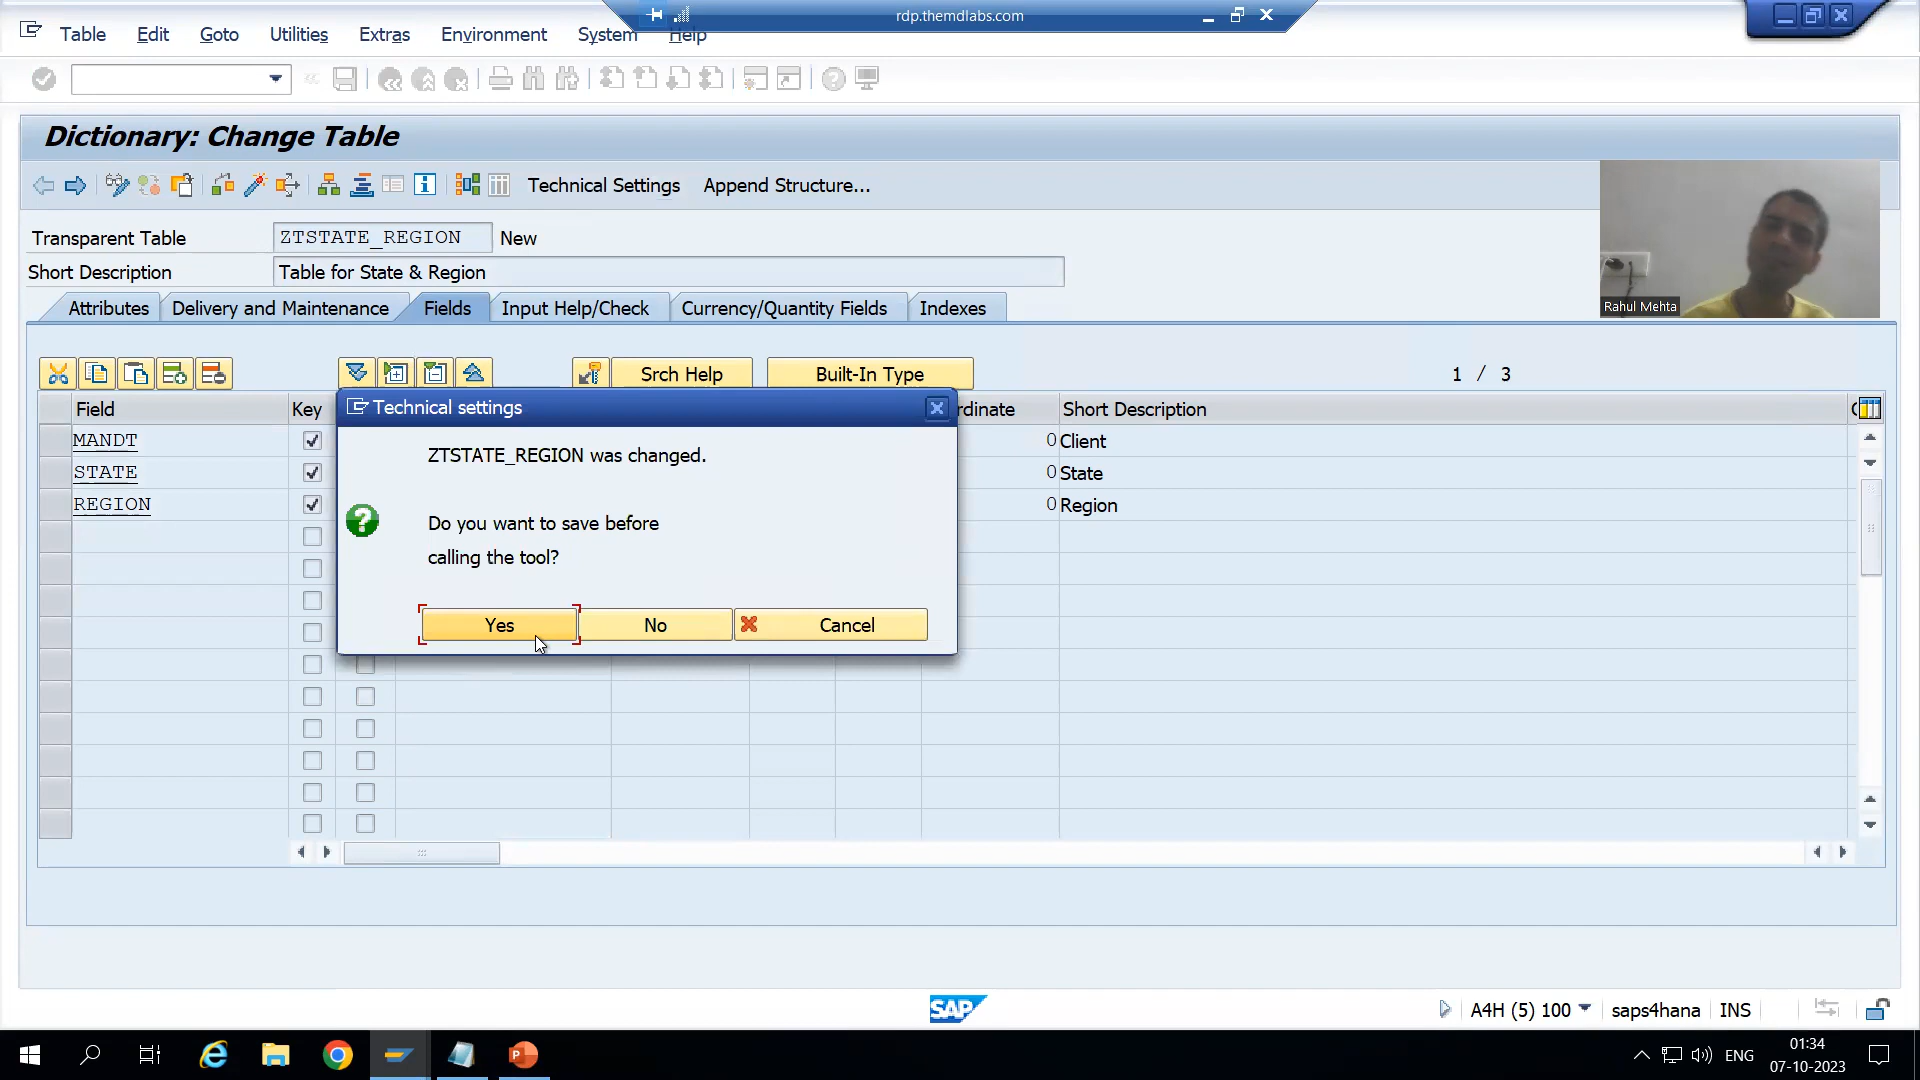 rdp.themdlabs.com
Table Edit Goto Utilities Extras Environment System Help
Dictionary: Change Table
Technical Settings Append Structure...
Transparent Table ZTSTATE_REGION New
Short Description Table for State & Region
Rahul Mehta
Attributes Delivery and Maintenance Fields Input Help/Check Currency/Quantity Fields Indexes
Srch Help Built-In Type 1 / 3
Field Key rdinate Short Description
Technical settings
MANDT 0 Client
STATE 0 State
REGION 0 Region
ZTSTATE_REGION was changed.
Do you want to save before
calling the tool?
Yes No Cancel
SAP A4H (5) 100 saps4hana INS
ENG 01:34
07-10-2023